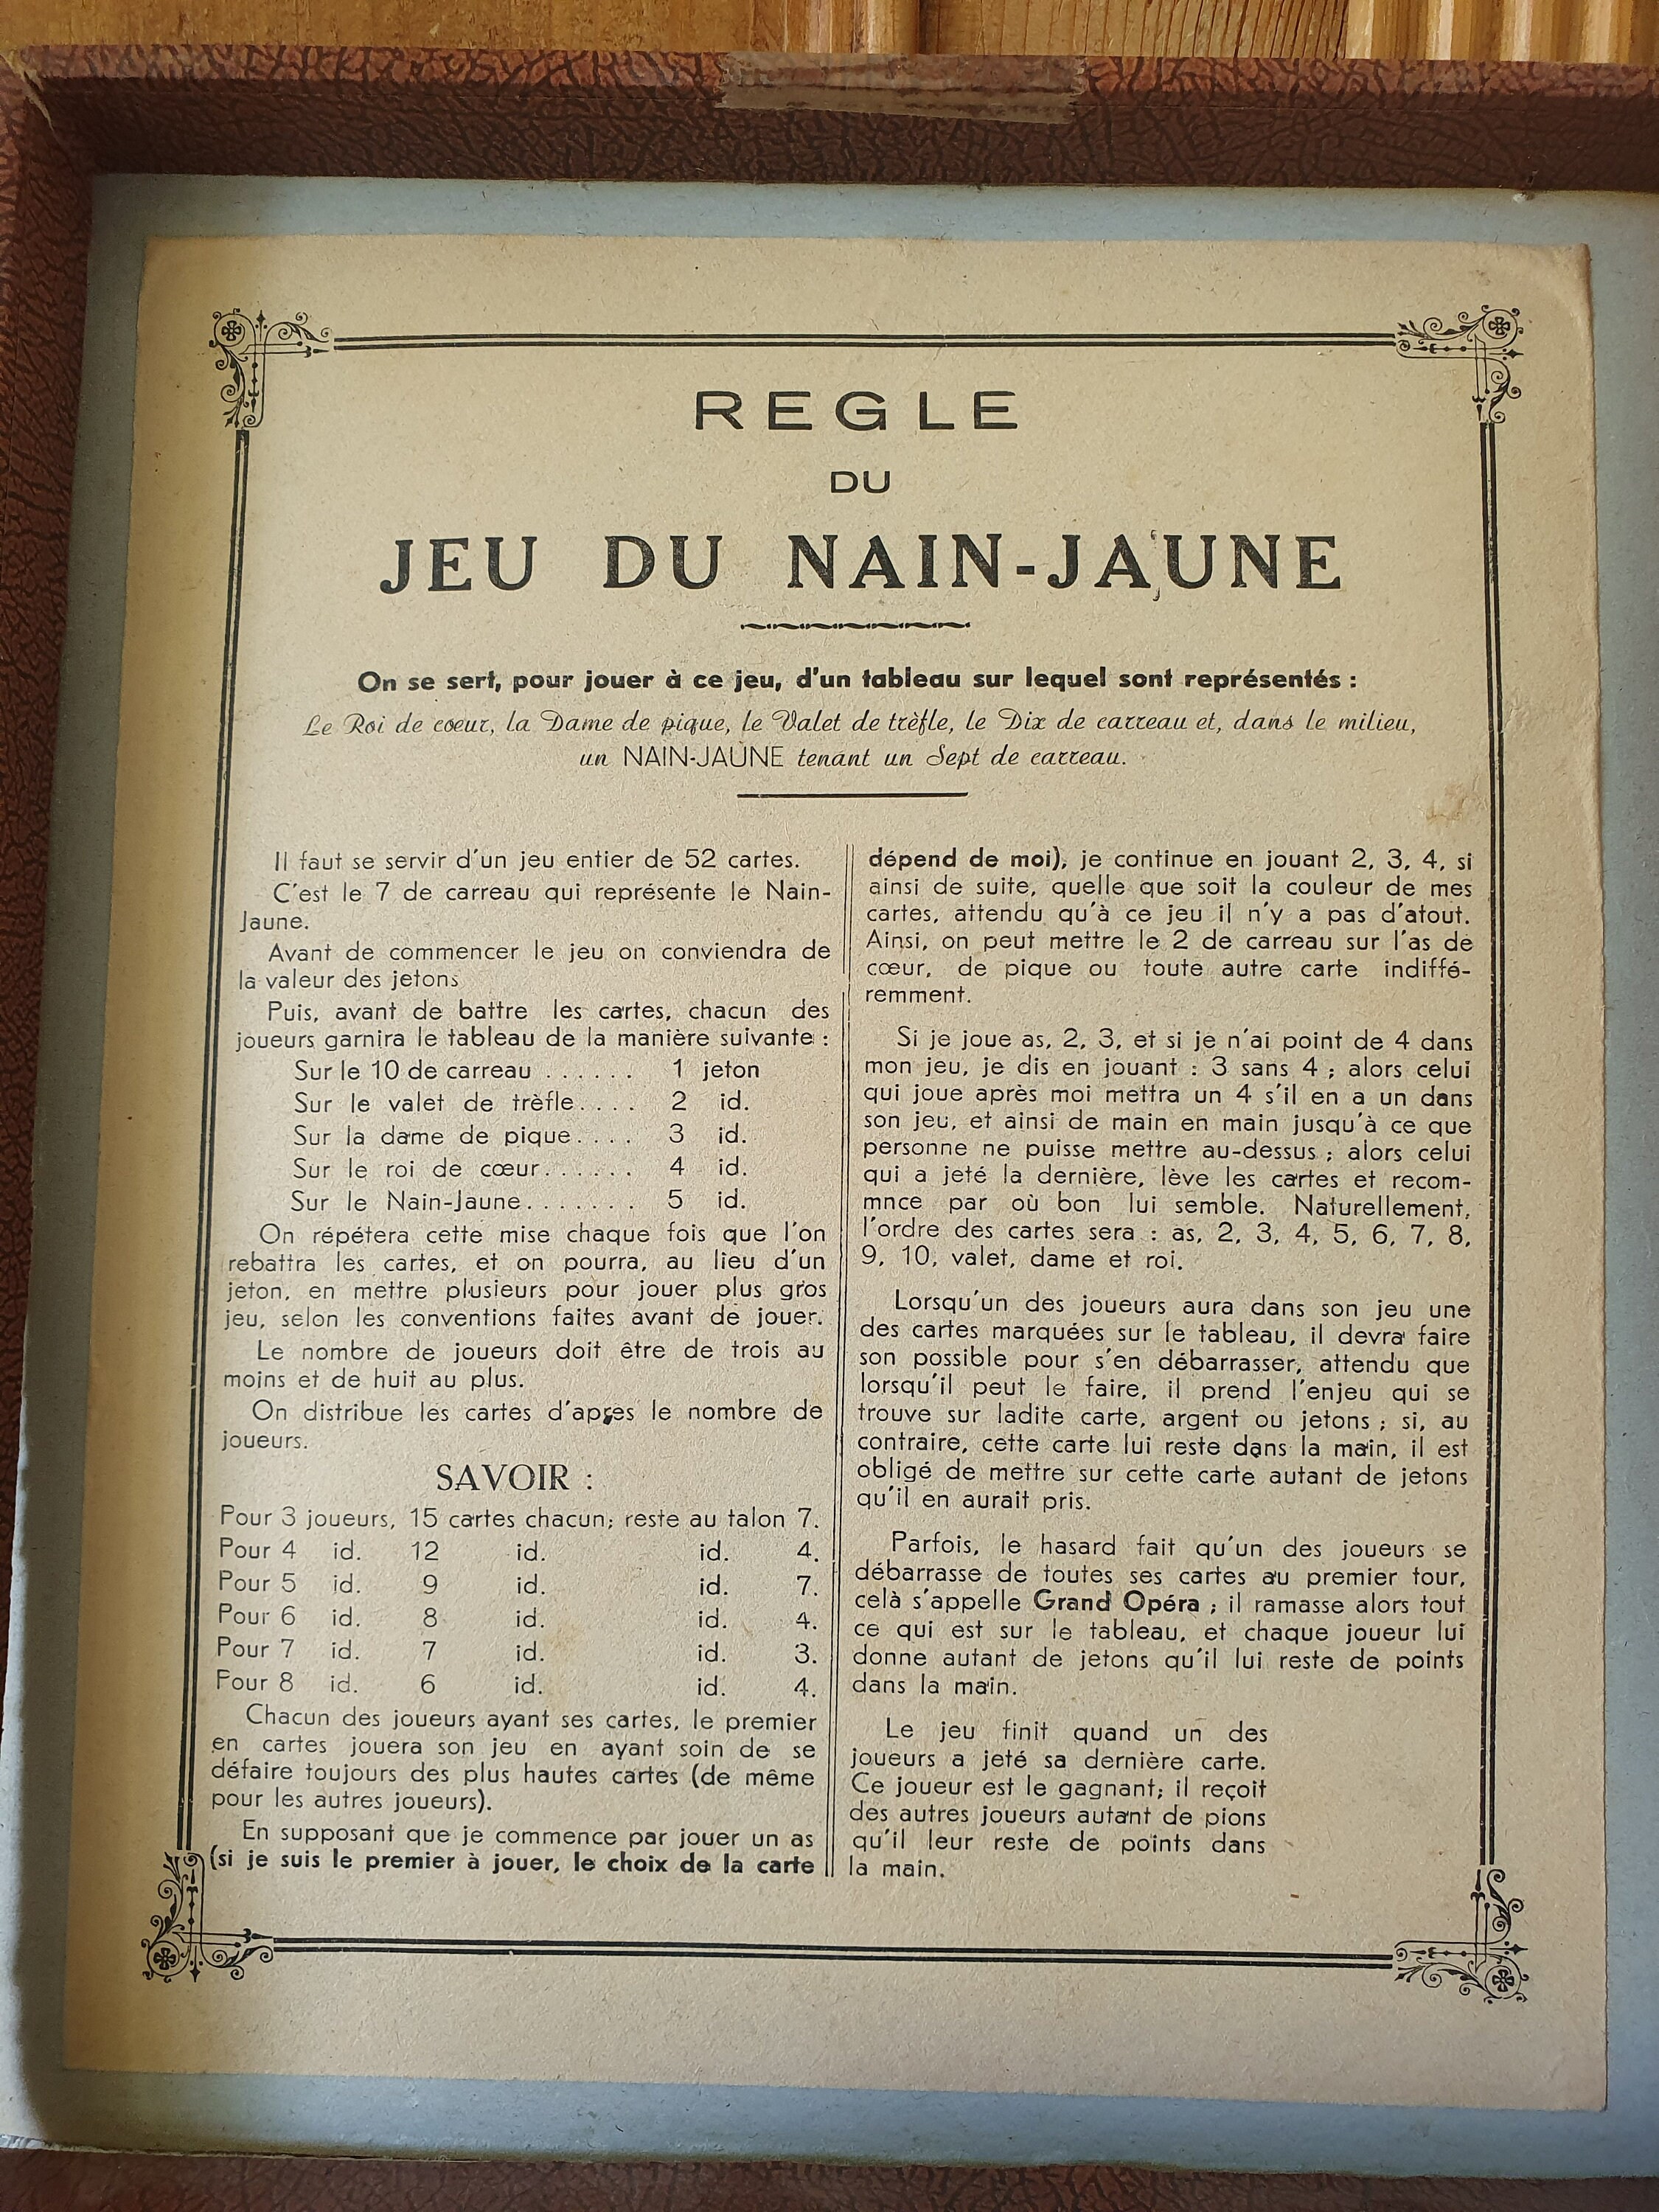 REGLE
DU
JEU DU NAIN-JAUNE
On se sert, pour jouer à ce jeu, d'un tableau sur lequel sont représentés :
Le Roi de cœur, la Dame de pique, le Valet de trèfle, le Dix de carreau et, dans le milieu,
un NAIN-JAUNE tenant un Sept de carreau.
Il faut se servir d'un jeu entier de 52 cartes.
C'est le 7 de carreau qui représente le Nain-
Jaune.
Avant de commencer le jeu on conviendra de
la valeur des jetons
Puis, avant de battre les cartes, chacun des
joueurs garnira le tableau de la manière suivante :
Sur le 10 de carreau ...... 1 jeton
Sur le valet de trèfle.... 2 id.
Sur la dame de pique.... 3 id.
Sur le roi de cœur...... 4 id.
Sur le Nain-Jaune....... 5 id.
On répétera cette mise chaque fois que l'on
rebattra les cartes, et on pourra, au lieu d'un
jeton, en mettre plusieurs pour jouer plus gros
jeu, selon les conventions faites avant de jouer.
Le nombre de joueurs doit être de trois au
moins et de huit au plus.
On distribue les cartes d'apres le nombre de
joueurs.
SAVOIR :
Pour 3 joueurs, 15 cartes chacun; reste au talon 7.
Pour 4 id. 12 id. id. 4.
Pour 5 id. 9 id. id. 7.
Pour 6 id. 8 id. id. 4.
Pour 7 id. 7 id. id. 3.
Pour 8 id. 6 id. id. 4.
Chacun des joueurs ayant ses cartes, le premier
en cartes jouera son jeu en ayant soin de se
défaire toujours des plus hautes cartes (de même
pour les autres joueurs).
En supposant que je commence par jouer un as
(si je suis le premier à jouer, le choix de la carte
dépend de moi), je continue en jouant 2, 3, 4, si
ainsi de suite, quelle que soit la couleur de mes
cartes, attendu qu'à ce jeu il n'y a pas d'atout.
Ainsi, on peut mettre le 2 de carreau sur l'as de
cœur, de pique ou toute autre carte indiffé-
remment.
Si je joue as, 2, 3, et si je n'ai point de 4 dans
mon jeu, je dis en jouant : 3 sans 4 ; alors celui
qui joue après moi mettra un 4 s'il en a un dans
son jeu, et ainsi de main en main jusqu'à ce que
personne ne puisse mettre au-dessus ; alors celui
qui a jeté la dernière, lève les cartes et recom-
mnce par où bon lui semble. Naturellement,
l'ordre des cartes sera : as, 2, 3, 4, 5, 6, 7, 8,
9, 10, valet, dame et roi.
Lorsqu'un des joueurs aura dans son jeu une
des cartes marquées sur le tableau, il devra faire
son possible pour s'en débarrasser, attendu que
lorsqu'il peut le faire, il prend l'enjeu qui se
trouve sur ladite carte, argent ou jetons ; si, au
contraire, cette carte lui reste dans la main, il est
obligé de mettre sur cette carte autant de jetons
qu'il en aurait pris.
Parfois, le hasard fait qu'un des joueurs se
débarrasse de toutes ses cartes au premier tour,
celà s'appelle Grand Opéra ; il ramasse alors tout
ce qui est sur le tableau, et chaque joueur lui
donne autant de jetons qu'il lui reste de points
dans la main.
Le jeu finit quand un des
joueurs a jeté sa dernière carte.
Ce joueur est le gagnant; il reçoit
des autres joueurs autant de pions
qu'il leur reste de points dans
la main.